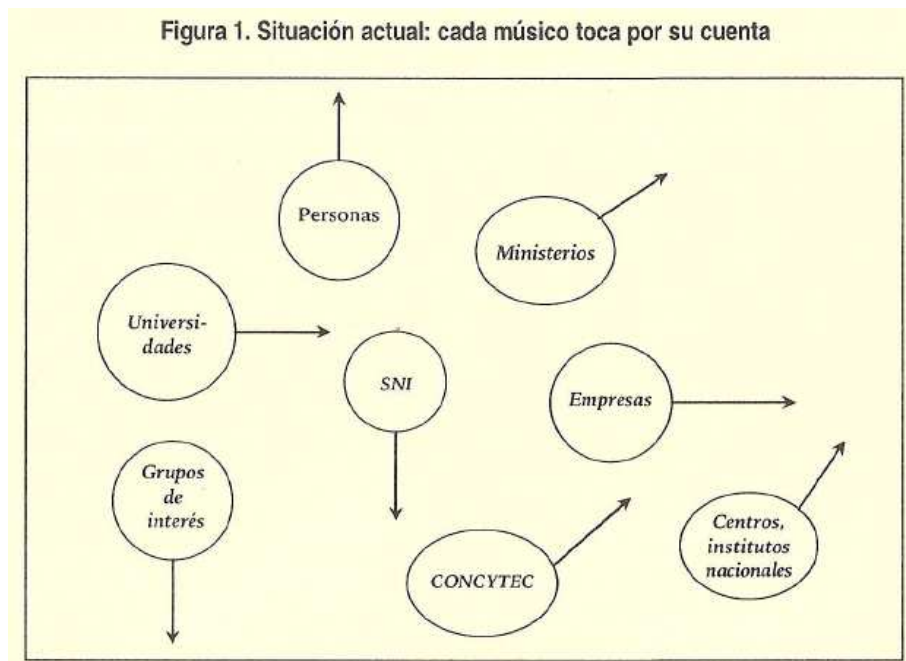 Figura 1. Situación actual: cada músico toca por su cuenta
Personas
Ministerios
Universi-
dades
SNI
Empresas
Grupos
de
interés
Centros,
institutos
nacionales
CONCYTEC